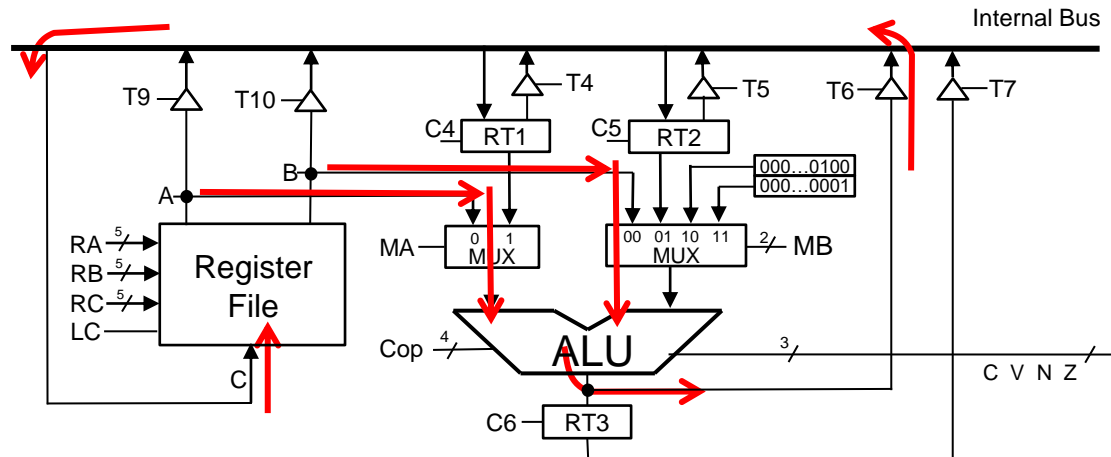 Internal Bus
T9
T10
T4
T5
T6
T7
C4
RT1
C5
RT2
000...0100
000...0001
B
A
RA
5
RB
5
RC
5
LC
Register
File
C
MA
0 1
MUX
00 01 10 11
MUX
2
MB
Cop
4
ALU
3
C V N Z
C6
RT3